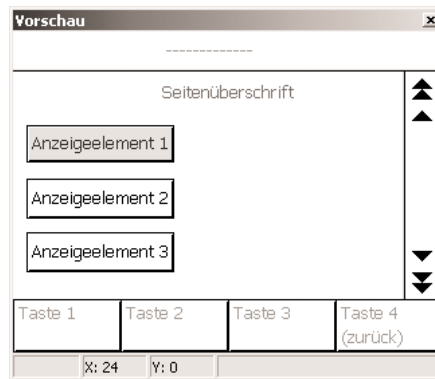 Vorschau
-------------
Seitenüberschrift
Anzeigeelement 1
Anzeigeelement 2
Anzeigeelement 3
Taste 1 Taste 2 Taste 3 Taste 4
(zurück)
X: 24 Y: 0